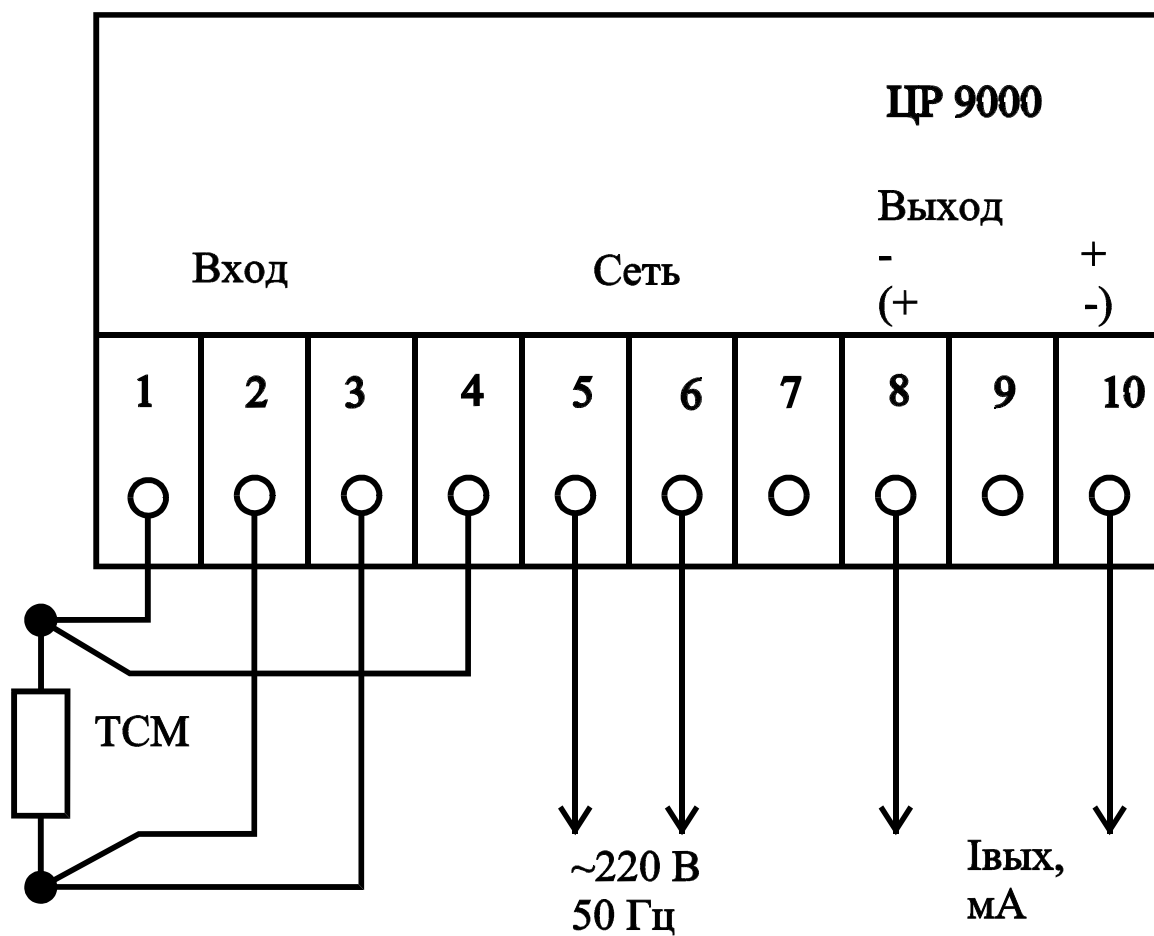 ЦР 9000
Выход
Вход Сеть - +
(+ -)
1 2 3 4 5 6 7 8 9 10
ТСМ
~220 В
50 Гц
Iвых,
мА